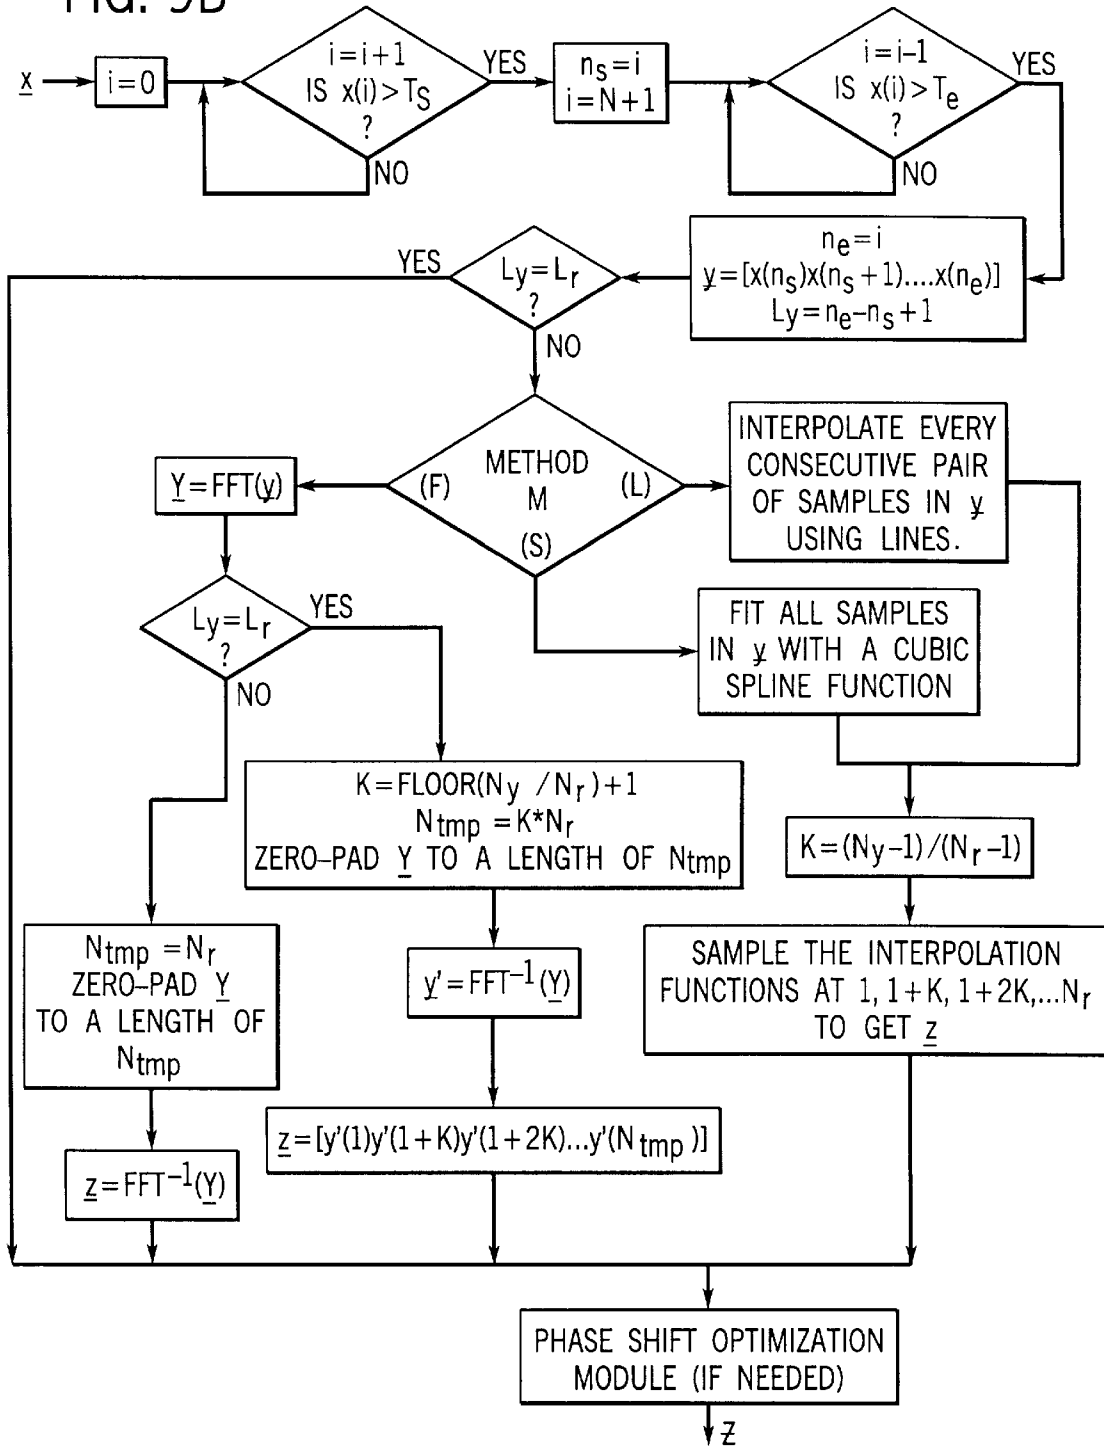 FIG. 9B
x
i=0
i=i+1
IS x(i)>TS
?
YES
NO
ns=i
i=N+1
i=i-1
IS x(i)>Te
?
YES
NO
ne=i
y=[x(ns)x(ns+1)....x(ne)]
Ly=ne-ns+1
Ly=Lr
?
YES
NO
METHOD
M
(F)
(L)
(S)
INTERPOLATE EVERY
CONSECUTIVE PAIR
OF SAMPLES IN y
USING LINES.
Y=FFT(y)
FIT ALL SAMPLES
IN y WITH A CUBIC
SPLINE FUNCTION
Ly=Lr
?
YES
NO
K=FLOOR(Ny /Nr)+1
Ntmp=K*Nr
ZERO-PAD Y TO A LENGTH OF Ntmp
K=(Ny-1)/(Nr-1)
Ntmp=Nr
ZERO-PAD Y
TO A LENGTH OF
Ntmp
y'=FFT-1(Y)
SAMPLE THE INTERPOLATION
FUNCTIONS AT 1, 1+K, 1+2K,...Nr
TO GET z
z=[y'(1)y'(1+K)y'(1+2K)...y'(Ntmp)]
z=FFT-1(Y)
PHASE SHIFT OPTIMIZATION
MODULE (IF NEEDED)
z